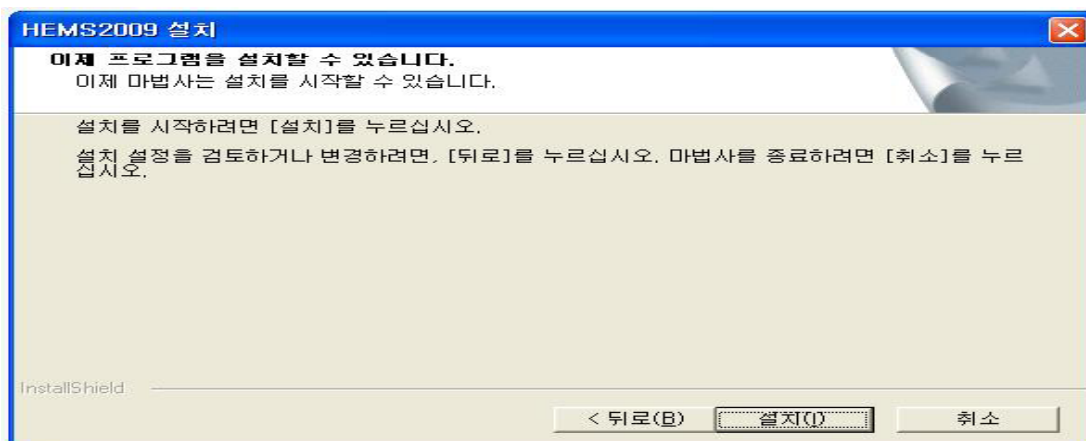 HEMS2009 설치
이제 프로그램을 설치할 수 있습니다.
이제 마법사는 설치를 시작할 수 있습니다.
설치를 시작하려면 [설치]를 누르십시오.
설치 설정을 검토하거나 변경하려면, [뒤로]를 누르십시오. 마법사를 종료하려면 [취소]를 누르
십시오.
InstallShield
< 뒤로(B) 설치(I) 취소